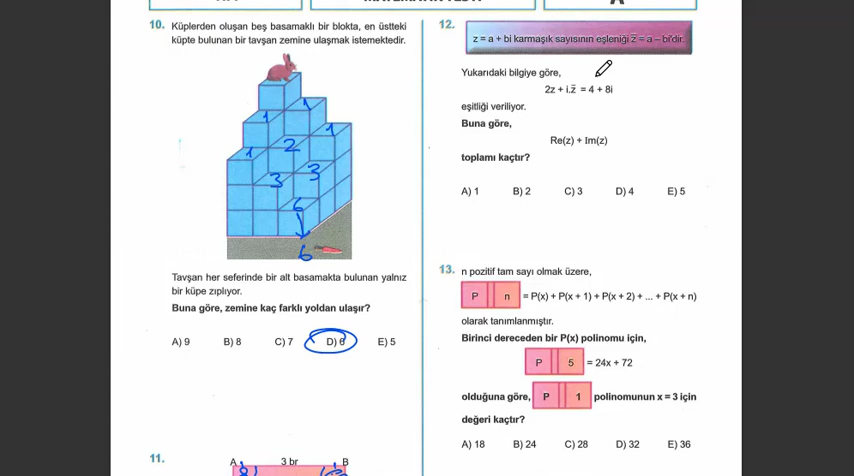 A
10. Küplerden oluşan beş basamaklı bir blokta, en üstteki
küpte bulunan bir tavşan zemine ulaşmak istemektedir.
1
1
1
2
1
3
3
6
6
Tavşan her seferinde bir alt basamakta bulunan yalnız
bir küpe zıplıyor.
Buna göre, zemine kaç farklı yoldan ulaşır?
A) 9 B) 8 C) 7 D) 6 E) 5
11.
A 3 br B
12.
z = a + bi karmaşık sayısının eşleniği z̅ = a – bi'dir.
Yukarıdaki bilgiye göre,
2z + i.z̅ = 4 + 8i
eşitliği veriliyor.
Buna göre,
Re(z) + Im(z)
toplamı kaçtır?
A) 1 B) 2 C) 3 D) 4 E) 5
13. n pozitif tam sayı olmak üzere,
P n = P(x) + P(x + 1) + P(x + 2) + ... + P(x + n)
olarak tanımlanmıştır.
Birinci dereceden bir P(x) polinomu için,
P 5 = 24x + 72
olduğuna göre, P 1 polinomunun x = 3 için
değeri kaçtır?
A) 18 B) 24 C) 28 D) 32 E) 36